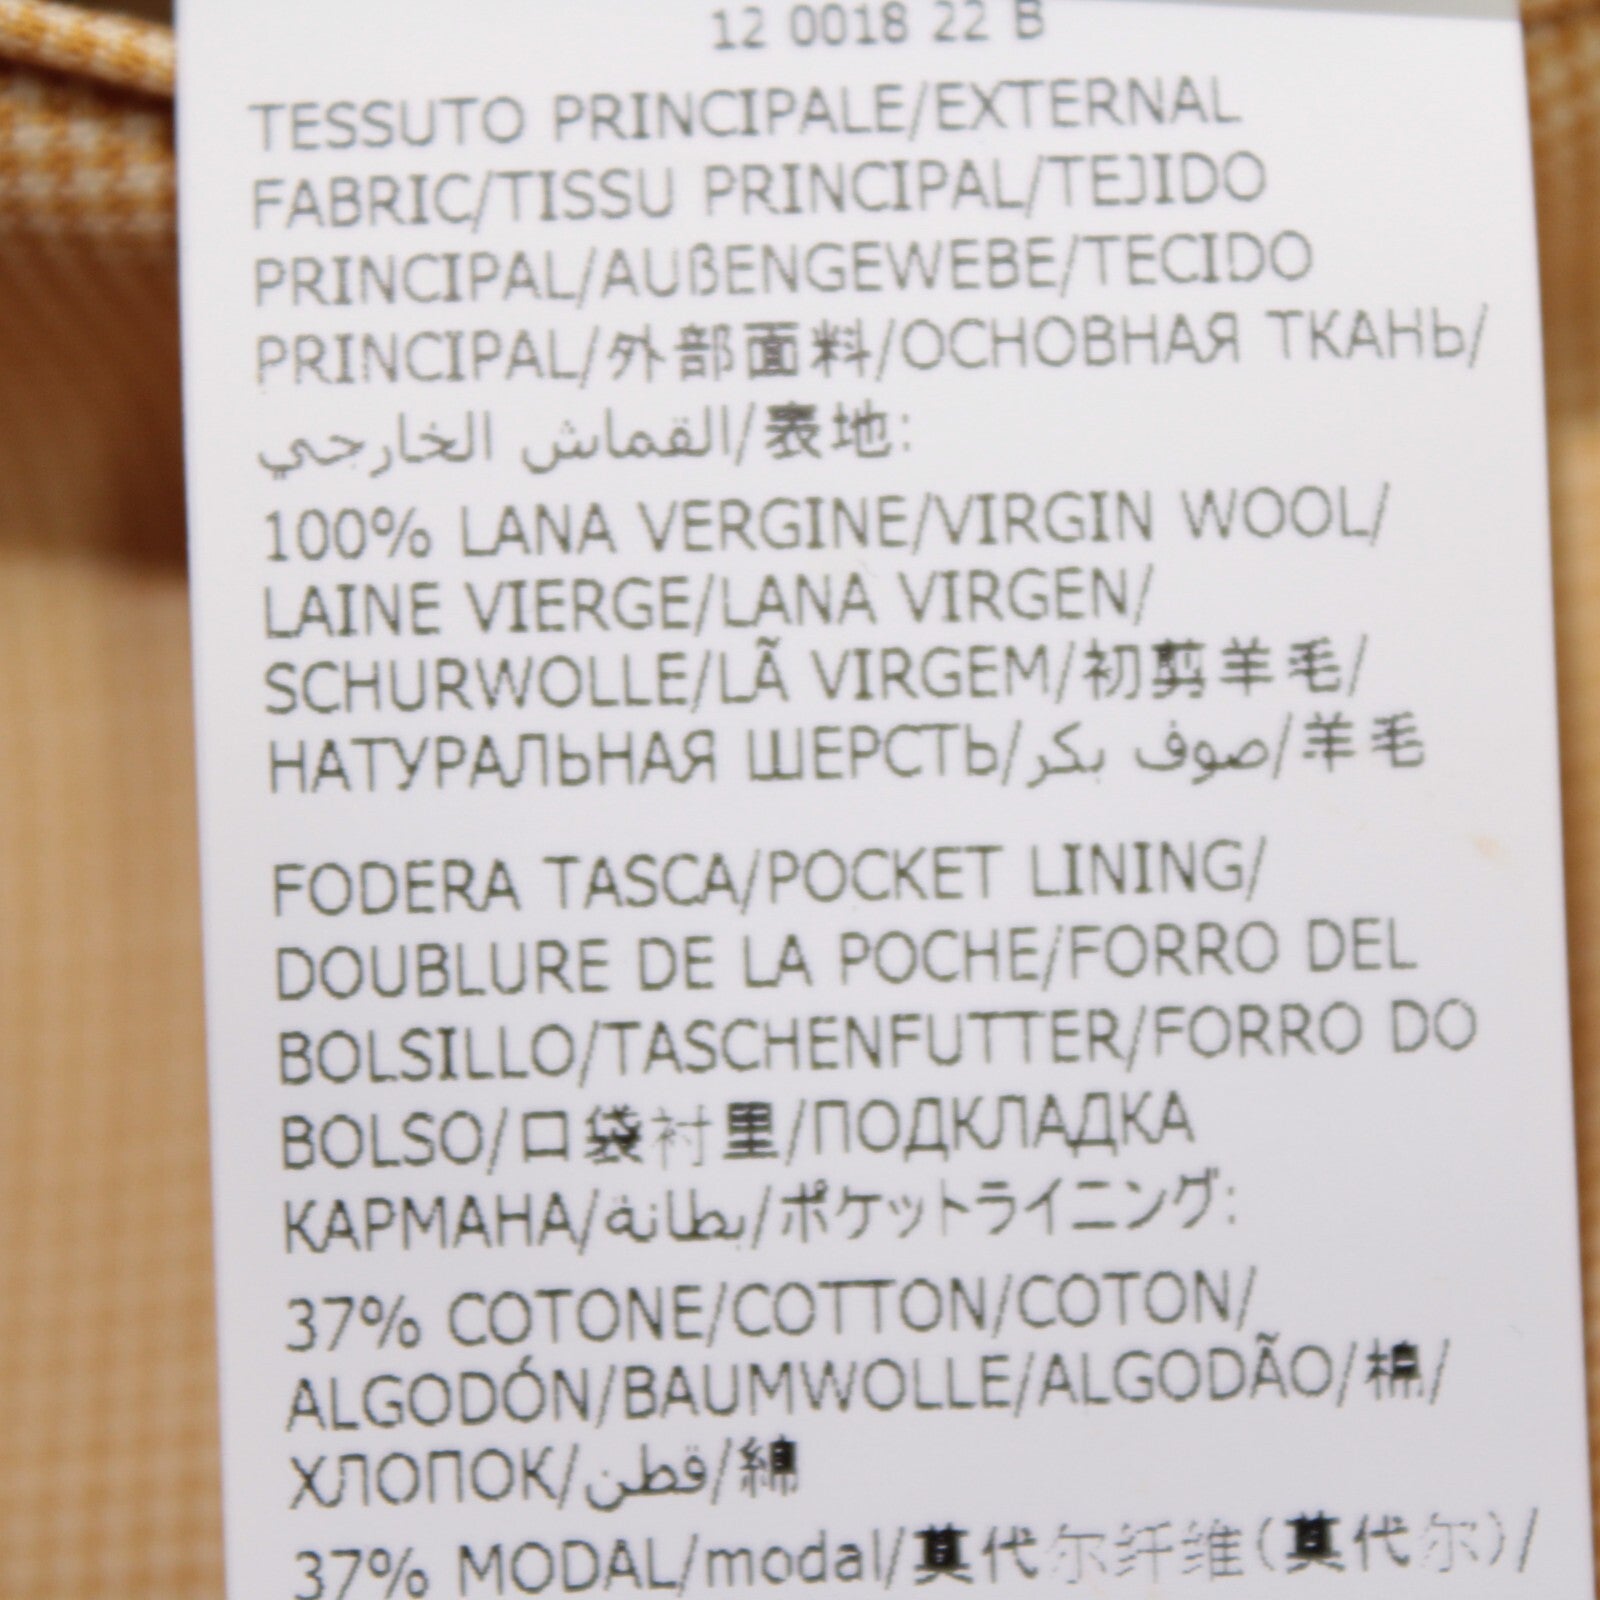 12 0018 22 B
TESSUTO PRINCIPALE/EXTERNAL
FABRIC/TISSU PRINCIPAL/TEJIDO
PRINCIPAL/AUßENGEWEBE/TECIDO
PRINCIPAL/外部面料/ОСНОВНАЯ ТКАНЬ/
القماش الخارجي/表地:
100% LANA VERGINE/VIRGIN WOOL/
LAINE VIERGE/LANA VIRGEN/
SCHURWOLLE/LÃ VIRGEM/初剪羊毛/
НАТУРАЛЬНАЯ ШЕРСТЬ/صوف بكر/羊毛
FODERA TASCA/POCKET LINING/
DOUBLURE DE LA POCHE/FORRO DEL
BOLSILLO/TASCHENFUTTER/FORRO DO
BOLSO/口袋衬里/ПОДКЛАДКА
КАРМАНА/بطانة/ポケットライニング:
37% COTONE/COTTON/COTON/
ALGODÓN/BAUMWOLLE/ALGODÃO/棉/
ХЛОПОК/قطن/綿
37% MODAL/modal/莫代尔纤维(莫代尔)/